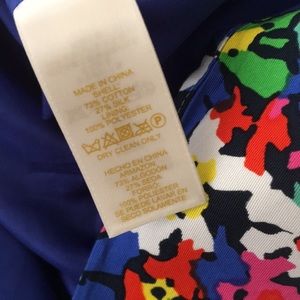 MADE IN CHINA
SHELL:
73% COTTON
27% SILK
LINING:
100% POLYESTER
P
DRY CLEAN ONLY
HECHO EN CHINA
ARMAZON:
73% ALGODON
27% SEDA
FORRO:
100% POLIESTER
SE PUEDE LAVAR EN
SECO SOLAMENTE